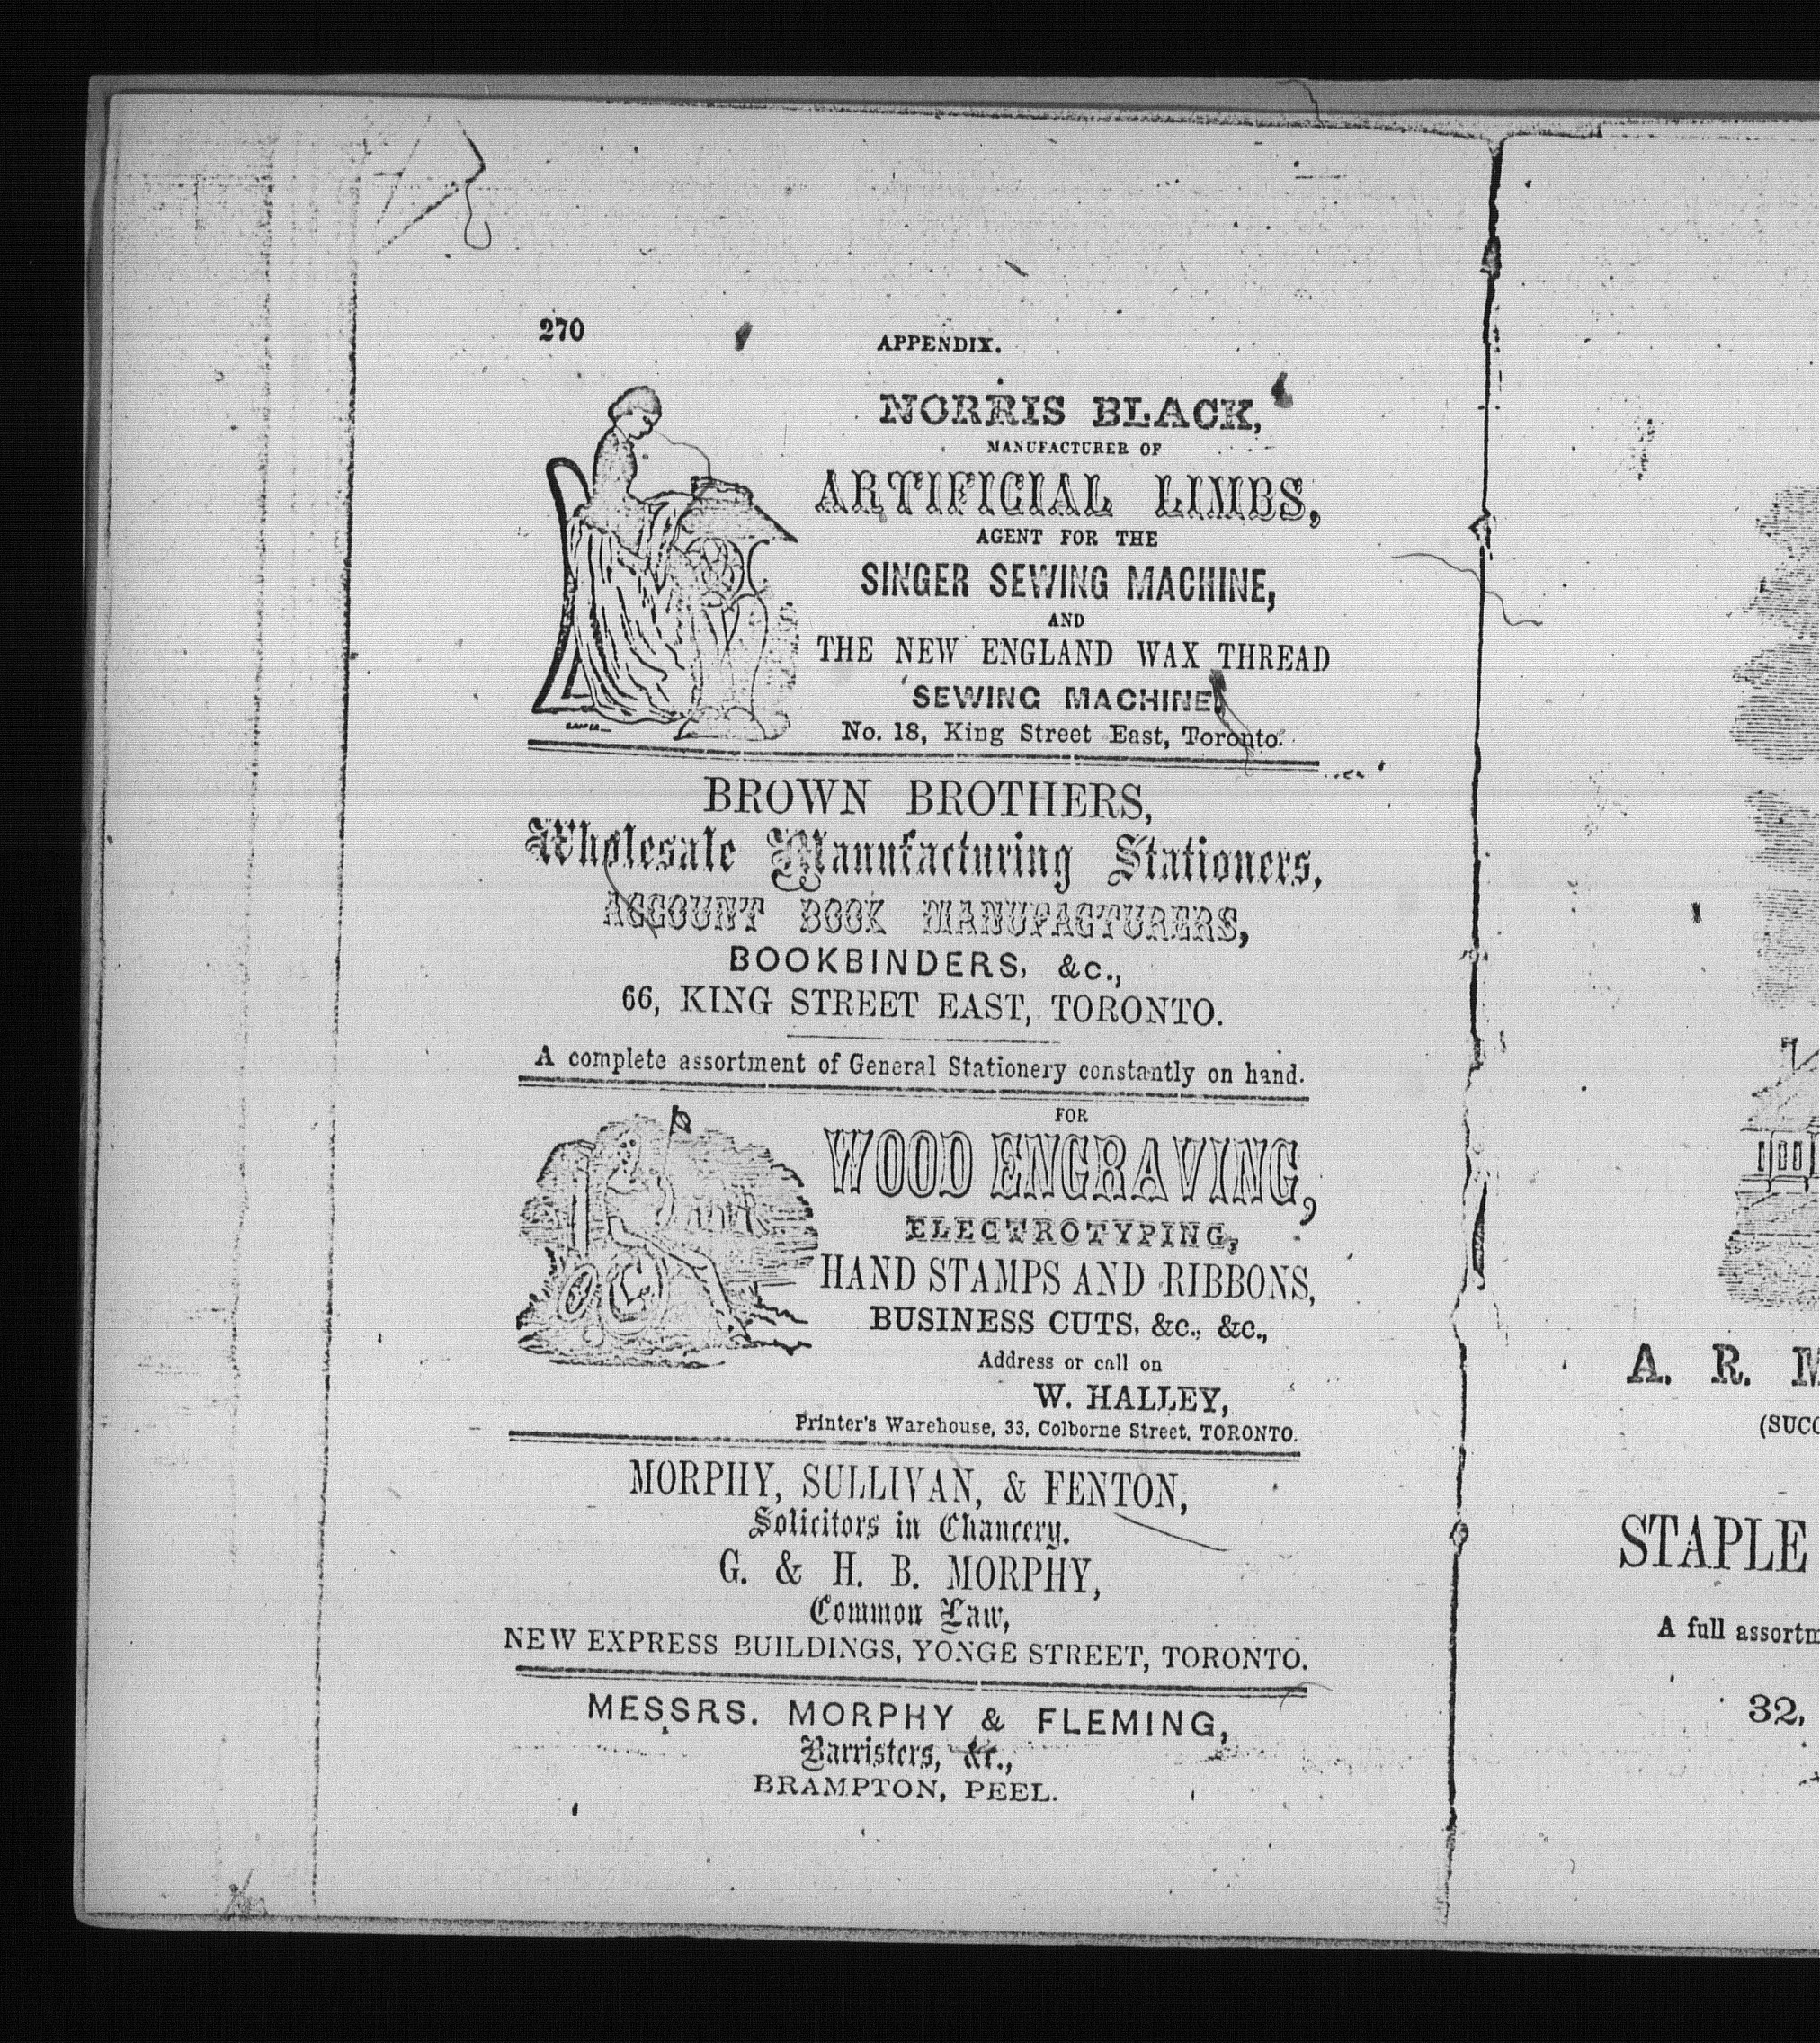 270
APPENDIX.
NORRIS BLACK,
MANUFACTURER OF
ARTIFICIAL LIMBS,
AGENT FOR THE
SINGER SEWING MACHINE,
AND
THE NEW ENGLAND WAX THREAD
SEWING MACHINE,
No. 18, King Street East, Toronto.
BROWN BROTHERS,
Wholesale Manufacturing Stationers,
ACCOUNT BOOK MANUFACTURERS,
BOOKBINDERS, &c.,
66, KING STREET EAST, TORONTO.
A complete assortment of General Stationery constantly on hand.
FOR
WOOD ENGRAVING,
ELECTROTYPING,
HAND STAMPS AND RIBBONS,
BUSINESS CUTS, &c., &c.,
Address or call on
W. HALLEY,
Printer's Warehouse, 33, Colborne Street, TORONTO.
MORPHY, SULLIVAN, & FENTON,
Solicitors in Chancery.
G. & H. B. MORPHY,
Common Law,
NEW EXPRESS BUILDINGS, YONGE STREET, TORONTO.
MESSRS. MORPHY & FLEMING,
Barristers, &c.,
BRAMPTON, PEEL.
A. R.
(SUCC
STAPLE
A full assortm
32,